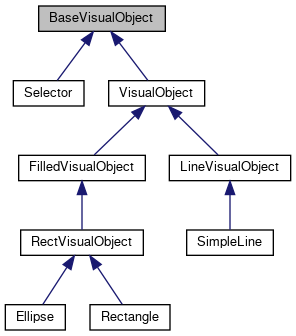 BaseVisualObject
Selector
VisualObject
FilledVisualObject
LineVisualObject
RectVisualObject
SimpleLine
Ellipse
Rectangle